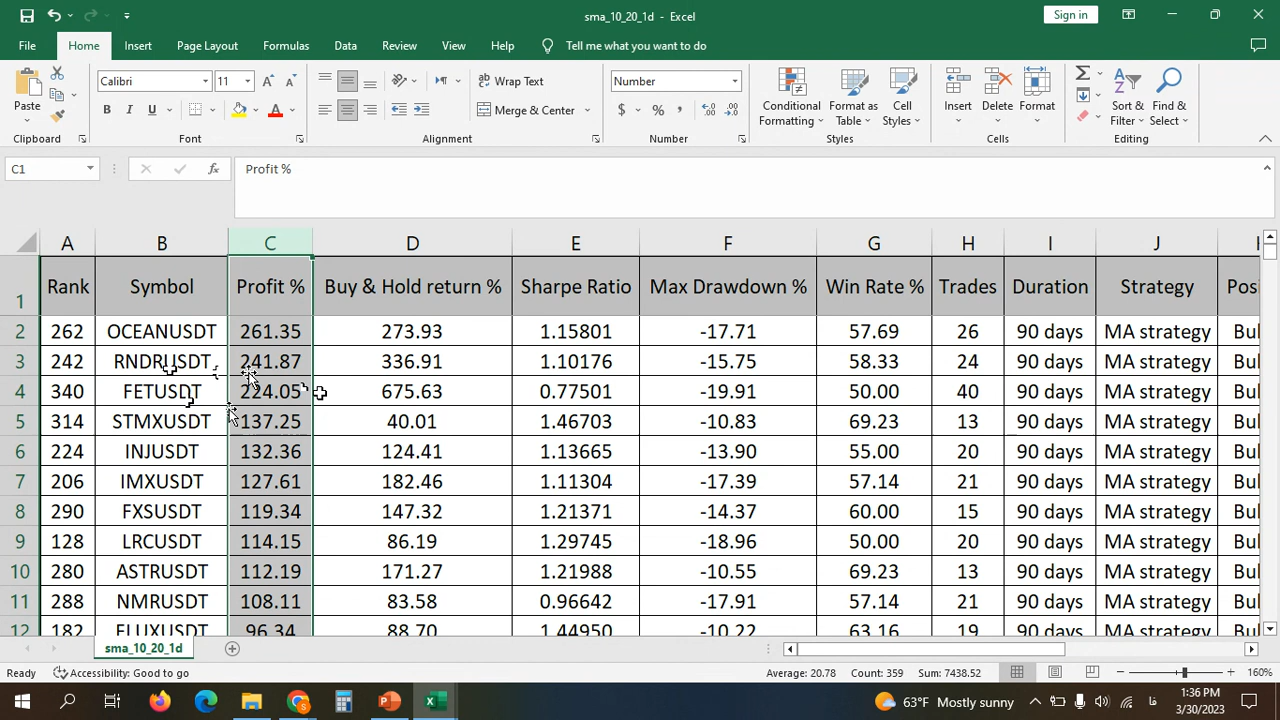 sma_10_20_1d - Excel
Sign in
File Home Insert Page Layout Formulas Data Review View Help Tell me what you want to do
Paste
Calibri 11
B I U
Wrap Text
Merge & Center
Number
$ % ,
Conditional Formatting
Format as Table
Cell Styles
Insert Delete Format
Sort & Filter
Find & Select
Clipboard Font Alignment Number Styles Cells Editing
C1 fx Profit %
A B C D E F G H I J
1 Rank Symbol Profit % Buy & Hold return % Sharpe Ratio Max Drawdown % Win Rate % Trades Duration Strategy Posi
2 262 OCEANUSDT 261.35 273.93 1.15801 -17.71 57.69 26 90 days MA strategy Bul
3 242 RNDRUSDT 241.87 336.91 1.10176 -15.75 58.33 24 90 days MA strategy Bul
4 340 FETUSDT 224.05 675.63 0.77501 -19.91 50.00 40 90 days MA strategy Bul
5 314 STMXUSDT 137.25 40.01 1.46703 -10.83 69.23 13 90 days MA strategy Bul
6 224 INJUSDT 132.36 124.41 1.13665 -13.90 55.00 20 90 days MA strategy Bul
7 206 IMXUSDT 127.61 182.46 1.11304 -17.39 57.14 21 90 days MA strategy Bul
8 290 FXSUSDT 119.34 147.32 1.21371 -14.37 60.00 15 90 days MA strategy Bul
9 128 LRCUSDT 114.15 86.19 1.29745 -18.96 50.00 20 90 days MA strategy Bul
10 280 ASTRUSDT 112.19 171.27 1.21988 -10.55 69.23 13 90 days MA strategy Bul
11 288 NMRUSDT 108.11 83.58 0.96642 -17.91 57.14 21 90 days MA strategy Bul
12 182 FLUXUSDT 96.34 88.70 1.44950 -10.22 63.16 19 90 days MA strategy Bul
sma_10_20_1d
Ready Accessibility: Good to go Average: 20.78 Count: 359 Sum: 7438.52 160%
63°F Mostly sunny فا 1:36 PM
3/30/2023